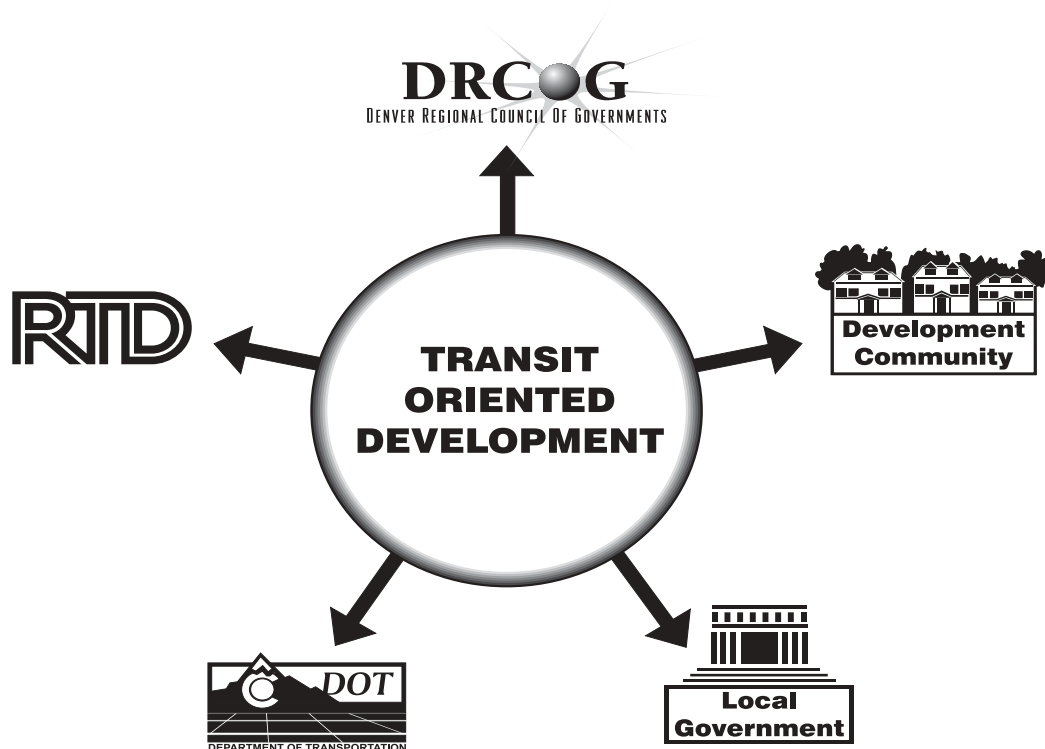 DRCOG
DENVER REGIONAL COUNCIL OF GOVERNMENTS
RTD
Development
Community
TRANSIT
ORIENTED
DEVELOPMENT
C DOT
DEPARTMENT OF TRANSPORTATION
Local
Government